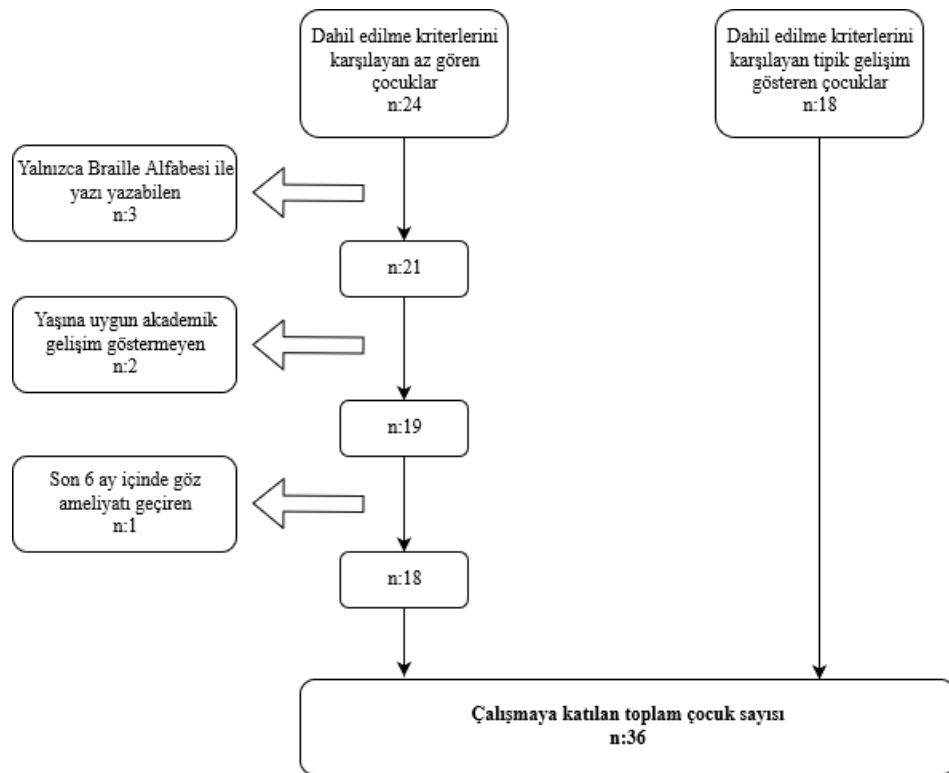 Dahil edilme kriterlerini
karşılayan az gören
çocuklar
n:24
Dahil edilme kriterlerini
karşılayan tipik gelişim
gösteren çocuklar
n:18
Yalnızca Braille Alfabesi ile
yazı yazabilen
n:3
n:21
Yaşına uygun akademik
gelişim göstermeyen
n:2
n:19
Son 6 ay içinde göz
ameliyatı geçiren
n:1
n:18
Çalışmaya katılan toplam çocuk sayısı
n:36